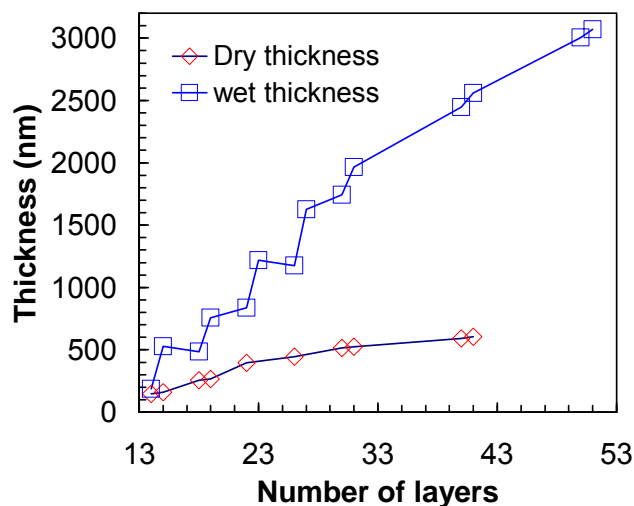 3000
2500
2000
1500
1000
500
0
Thickness (nm)
Dry thickness
wet thickness
13 23 33 43 53
Number of layers